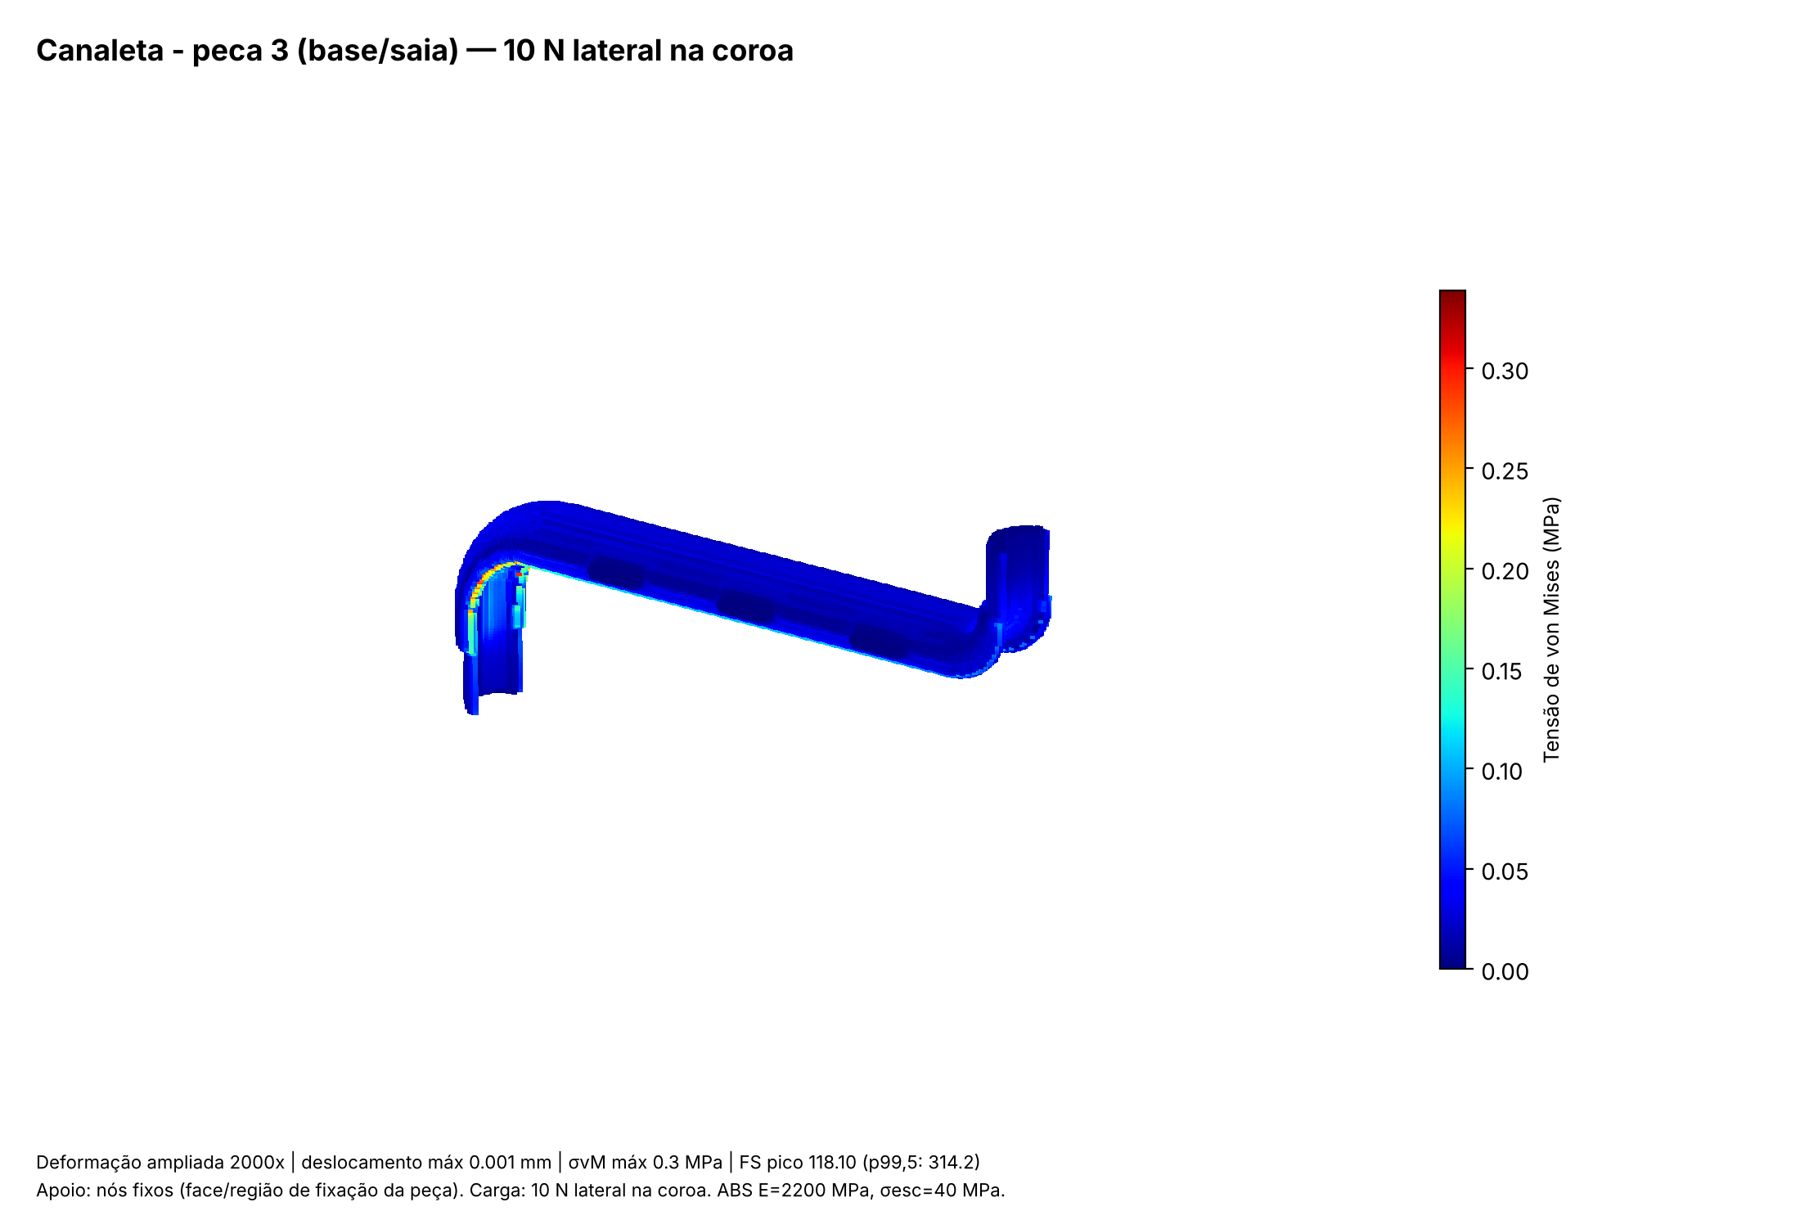 Canaleta - peca 3 (base/saia) — 10 N lateral na coroa
0.30
0.25
0.20
0.15
0.10
0.05
0.00
Tensão de von Mises (MPa)
Deformação ampliada 2000x | deslocamento máx 0.001 mm | σvM máx 0.3 MPa | FS pico 118.10 (p99,5: 314.2)
Apoio: nós fixos (face/região de fixação da peça). Carga: 10 N lateral na coroa. ABS E=2200 MPa, σesc=40 MPa.